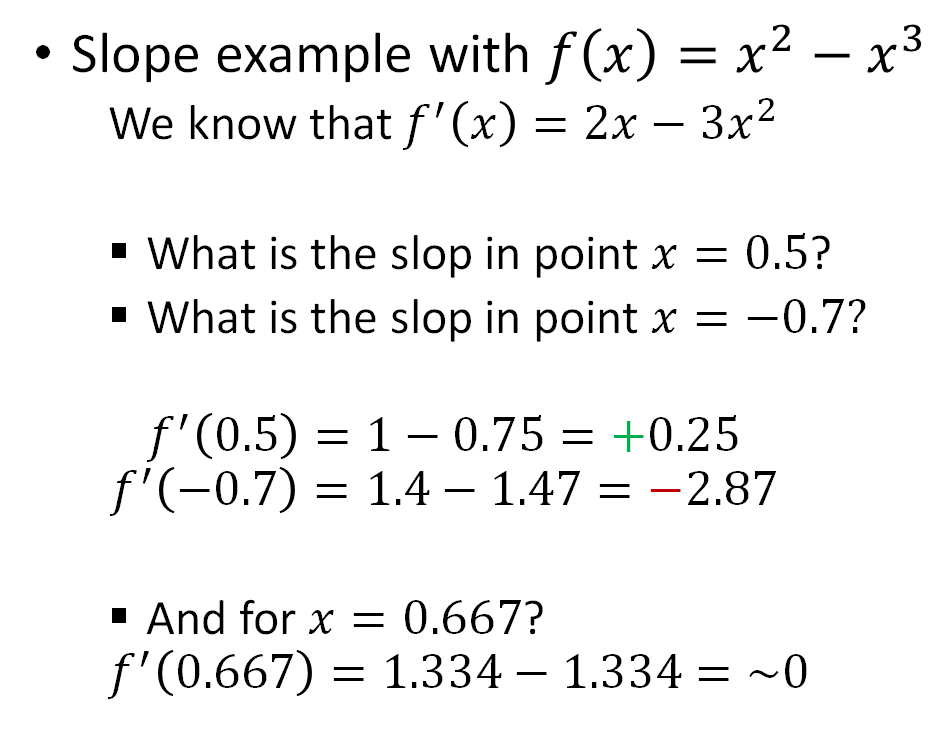 • Slope example with f(x) = x² − x³
We know that f′(x) = 2x − 3x²
▪ What is the slop in point x = 0.5?
▪ What is the slop in point x = −0.7?
f′(0.5) = 1 − 0.75 = +0.25
f′(−0.7) = 1.4 − 1.47 = −2.87
▪ And for x = 0.667?
f′(0.667) = 1.334 − 1.334 = ~0